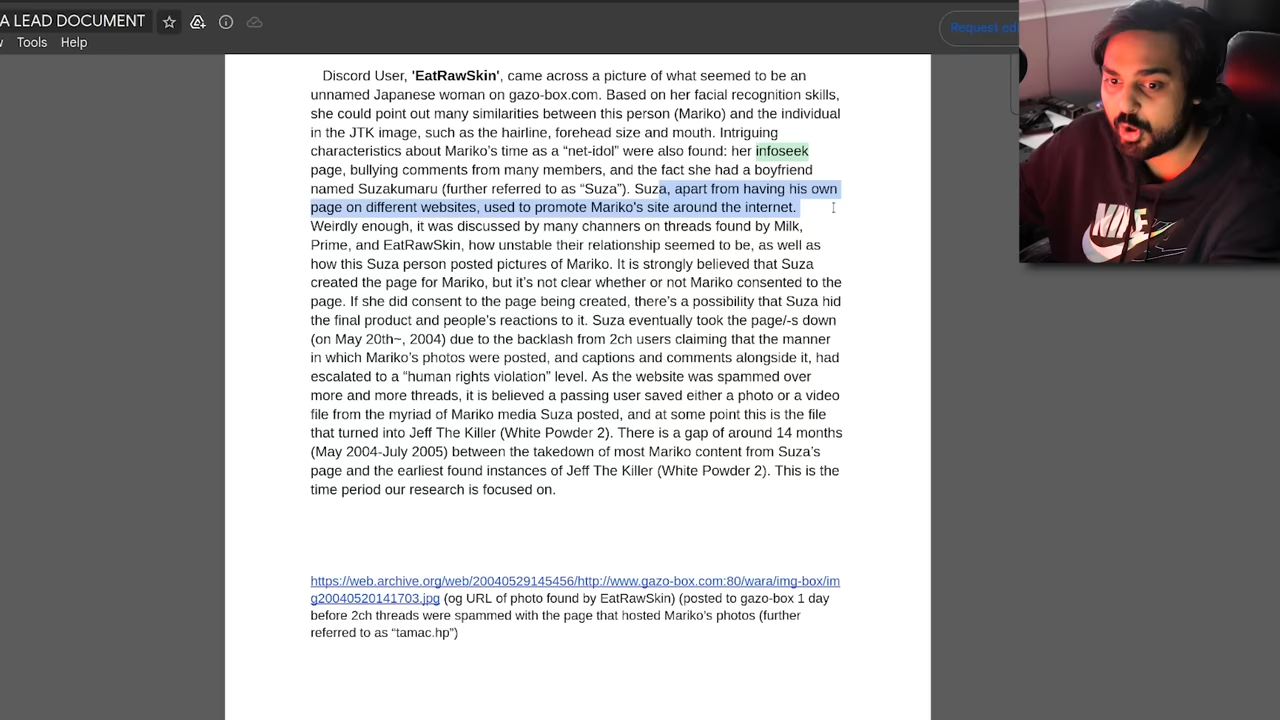 A LEAD DOCUMENT
Request edi
Tools Help
Discord User, 'EatRawSkin', came across a picture of what seemed to be an
unnamed Japanese woman on gazo-box.com. Based on her facial recognition skills,
she could point out many similarities between this person (Mariko) and the individual
in the JTK image, such as the hairline, forehead size and mouth. Intriguing
characteristics about Mariko's time as a “net-idol” were also found: her infoseek
page, bullying comments from many members, and the fact she had a boyfriend
named Suzakumaru (further referred to as “Suza”). Suza, apart from having his own
page on different websites, used to promote Mariko's site around the internet.
Weirdly enough, it was discussed by many channers on threads found by Milk,
Prime, and EatRawSkin, how unstable their relationship seemed to be, as well as
how this Suza person posted pictures of Mariko. It is strongly believed that Suza
created the page for Mariko, but it's not clear whether or not Mariko consented to the
page. If she did consent to the page being created, there's a possibility that Suza hid
the final product and people's reactions to it. Suza eventually took the page/-s down
(on May 20th~, 2004) due to the backlash from 2ch users claiming that the manner
in which Mariko's photos were posted, and captions and comments alongside it, had
escalated to a “human rights violation” level. As the website was spammed over
more and more threads, it is believed a passing user saved either a photo or a video
file from the myriad of Mariko media Suza posted, and at some point this is the file
that turned into Jeff The Killer (White Powder 2). There is a gap of around 14 months
(May 2004-July 2005) between the takedown of most Mariko content from Suza's
page and the earliest found instances of Jeff The Killer (White Powder 2). This is the
time period our research is focused on.
https://web.archive.org/web/20040529145456/http://www.gazo-box.com:80/wara/img-box/im
g20040520141703.jpg (og URL of photo found by EatRawSkin) (posted to gazo-box 1 day
before 2ch threads were spammed with the page that hosted Mariko's photos (further
referred to as “tamac.hp”)
NIKE